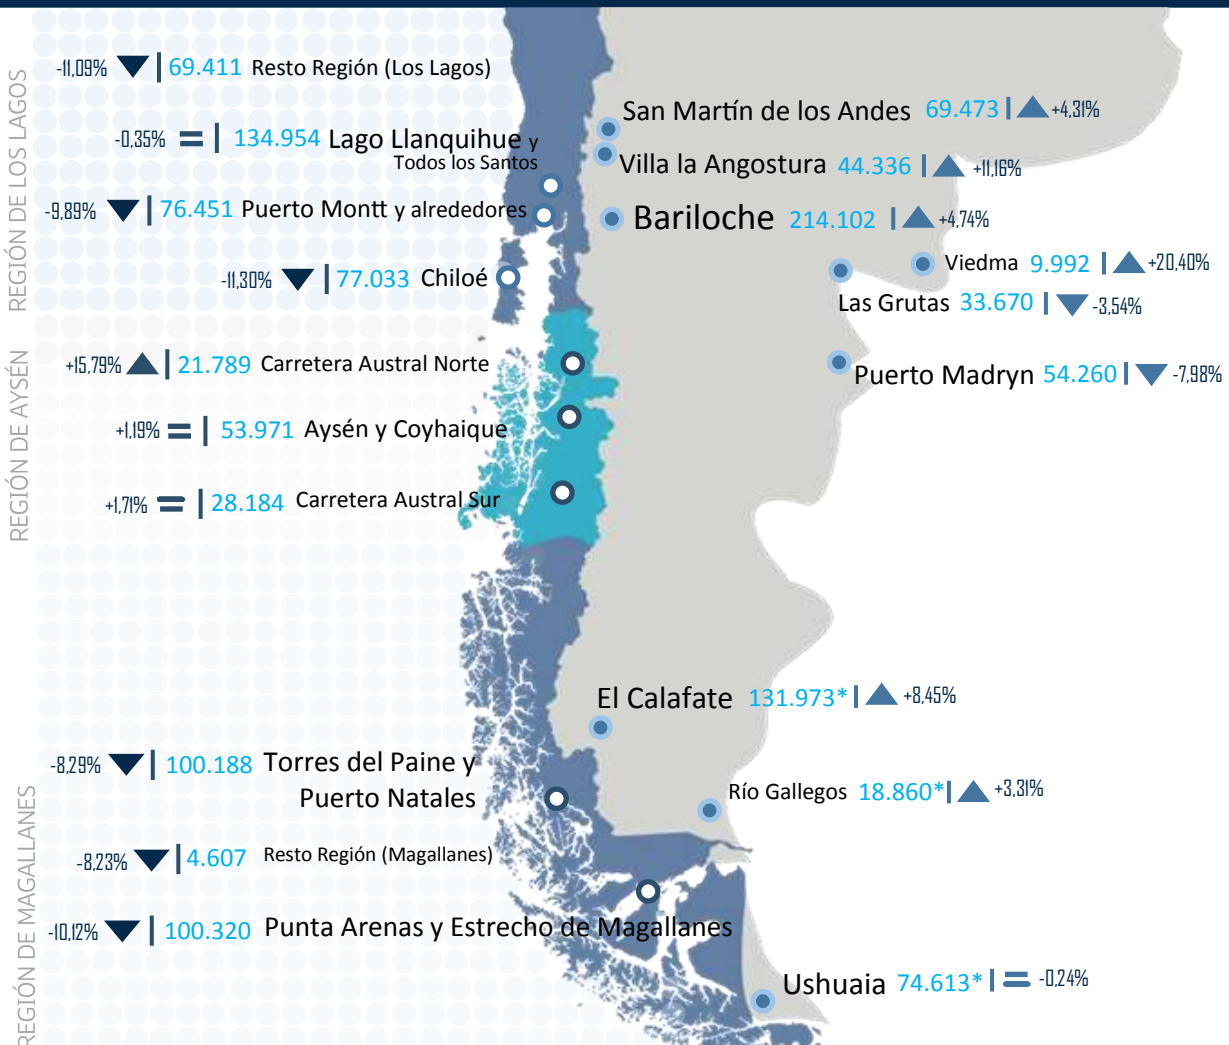 REGIÓN DE LOS LAGOS
-11,09% | 69.411 Resto Región (Los Lagos)
-0,35% = | 134.954 Lago Llanquihue y
Todos los Santos
-9,89% | 76.451 Puerto Montt y alrededores
-11,30% | 77.033 Chiloé
REGIÓN DE AYSÉN
+15,79% | 21.789 Carretera Austral Norte
+1,19% = | 53.971 Aysén y Coyhaique
+1,71% = | 28.184 Carretera Austral Sur
REGIÓN DE MAGALLANES
-8,29% | 100.188 Torres del Paine y
Puerto Natales
-8,23% | 4.607 Resto Región (Magallanes)
-10,12% | 100.320 Punta Arenas y Estrecho de Magallanes
San Martín de los Andes 69.473 | +4,31%
Villa la Angostura 44.336 | +11,16%
Bariloche 214.102 | +4,74%
Viedma 9.992 | +20,40%
Las Grutas 33.670 | -3,54%
Puerto Madryn 54.260 | -7,98%
El Calafate 131.973* | +8,45%
Río Gallegos 18.860* | +3,31%
Ushuaia 74.613* | = -0,24%